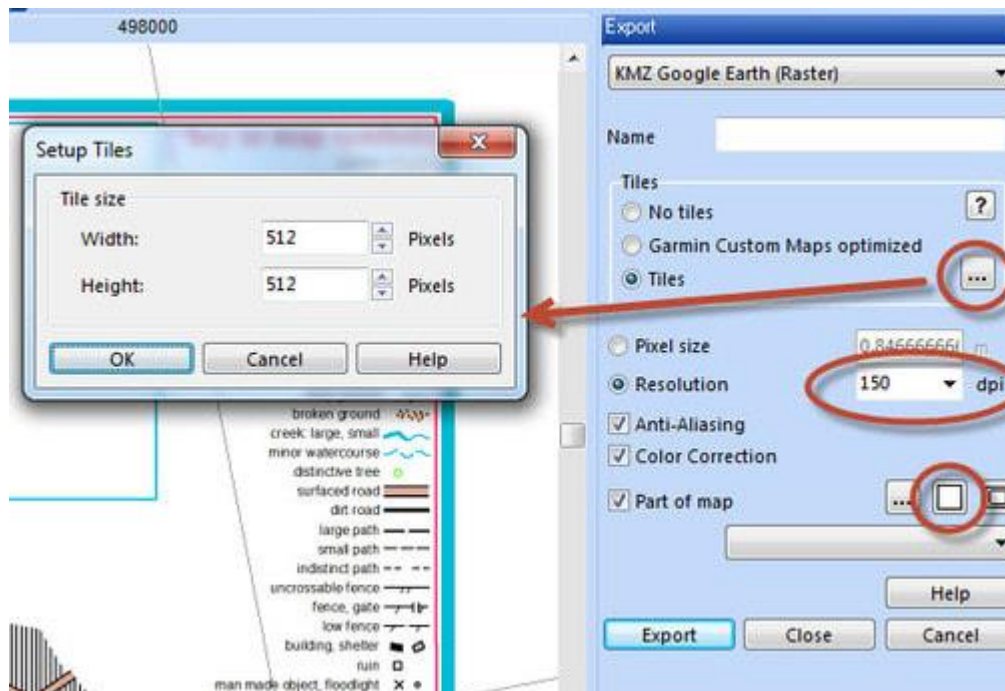 498000
Export
KMZ Google Earth (Raster)
Name
Tiles
No tiles
?
Garmin Custom Maps optimized
Tiles
...
Pixel size
m
Resolution
150
dpi
Anti-Aliasing
Color Correction
Part of map
...
Help
Export
Close
Cancel
Setup Tiles
Tile size
Width:
512
Pixels
Height:
512
Pixels
OK
Cancel
Help
broken ground
creek: large, small
minor watercourse
distinctive tree
surfaced road
dirt road
large path
small path
indistinct path
uncrossable fence
fence, gate
low fence
building, shelter
ruin
man made object, floodlight